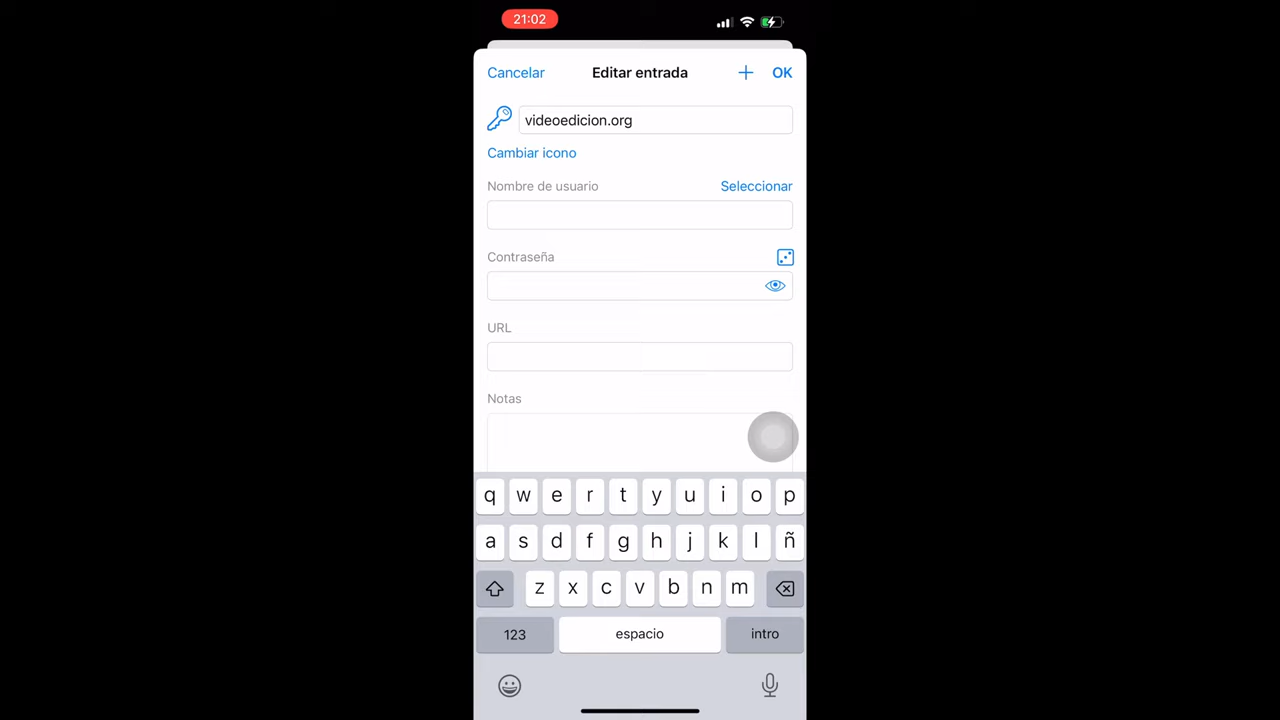 21:02
Cancelar Editar entrada + OK
videoedicion.org
Cambiar icono
Nombre de usuario Seleccionar
Contraseña
URL
Notas
q w e r t y u i o p
a s d f g h j k l ñ
z x c v b n m
123 espacio intro